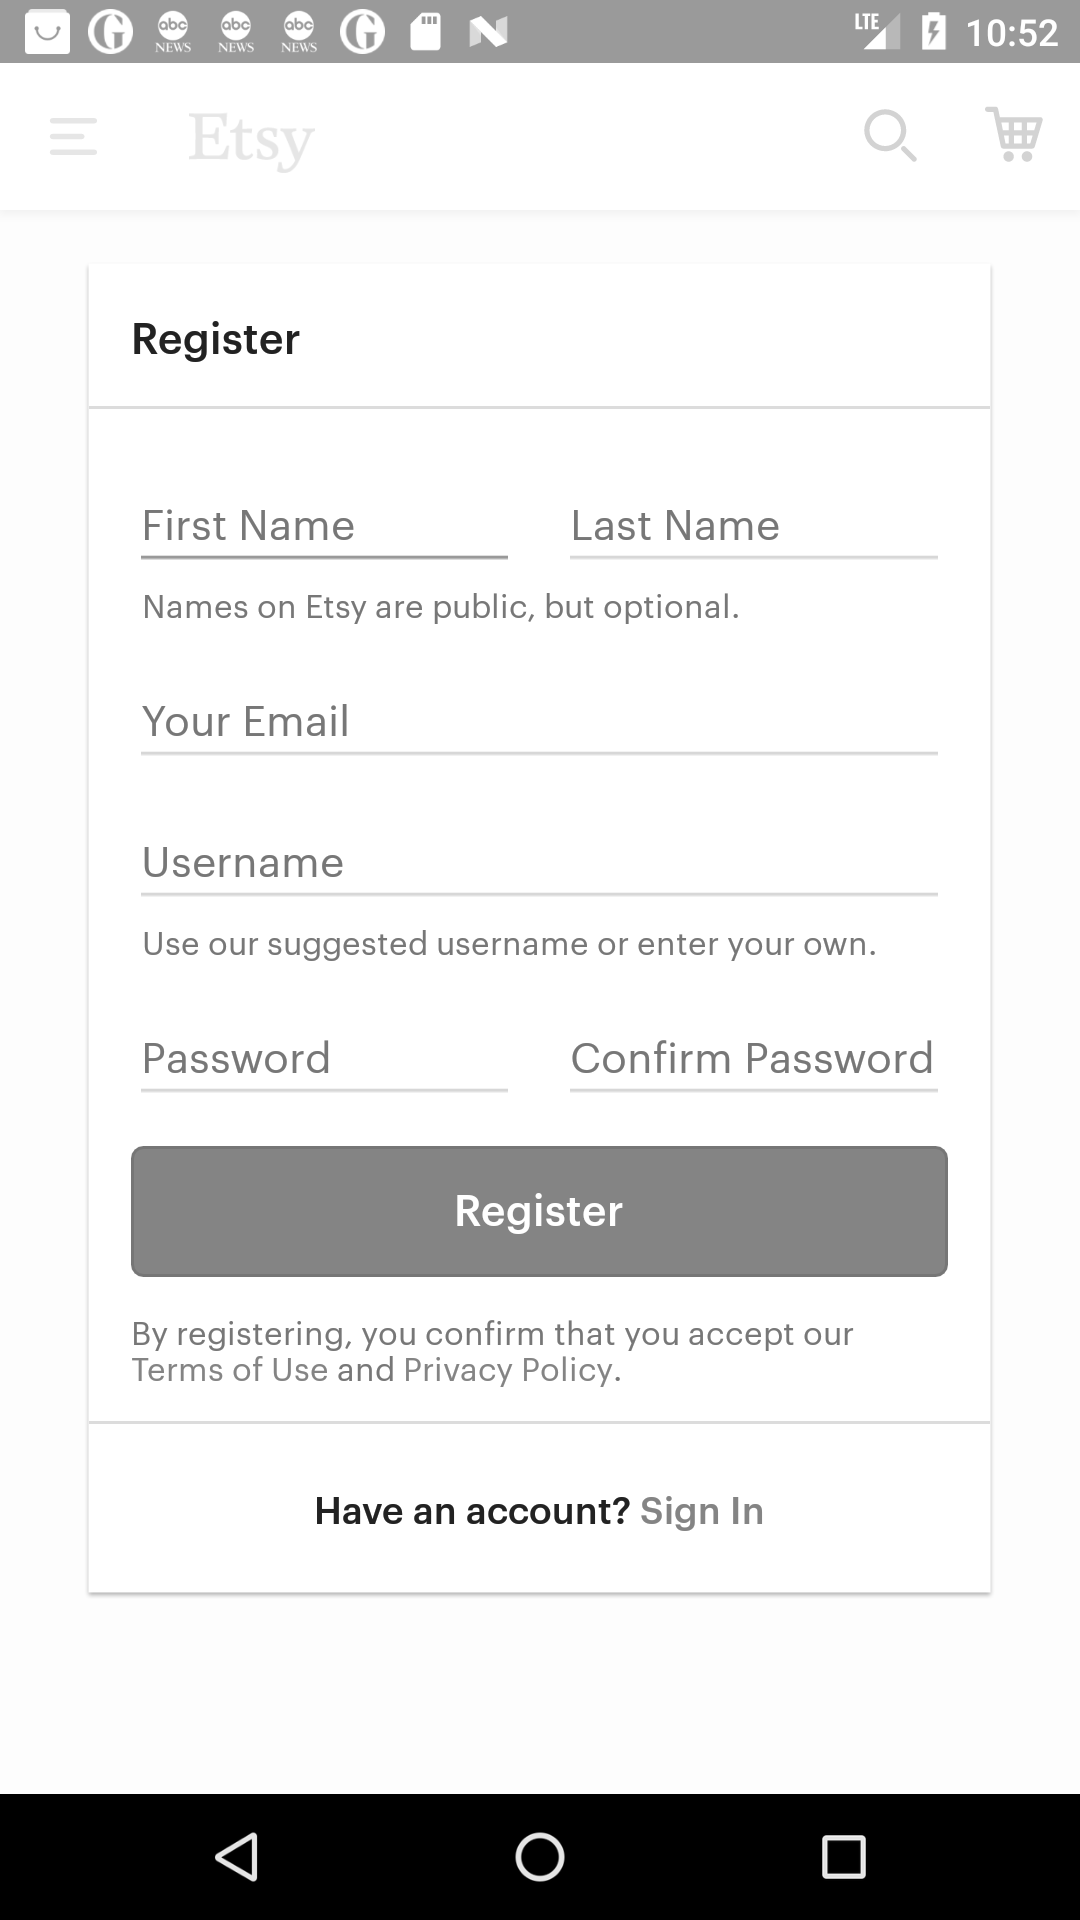 abc NEWS abc NEWS abc NEWS LTE 10:52
Etsy
Register
First Name Last Name
Names on Etsy are public, but optional.
Your Email
Username
Use our suggested username or enter your own.
Password Confirm Password
Register
By registering, you confirm that you accept our
Terms of Use and Privacy Policy.
Have an account? Sign In